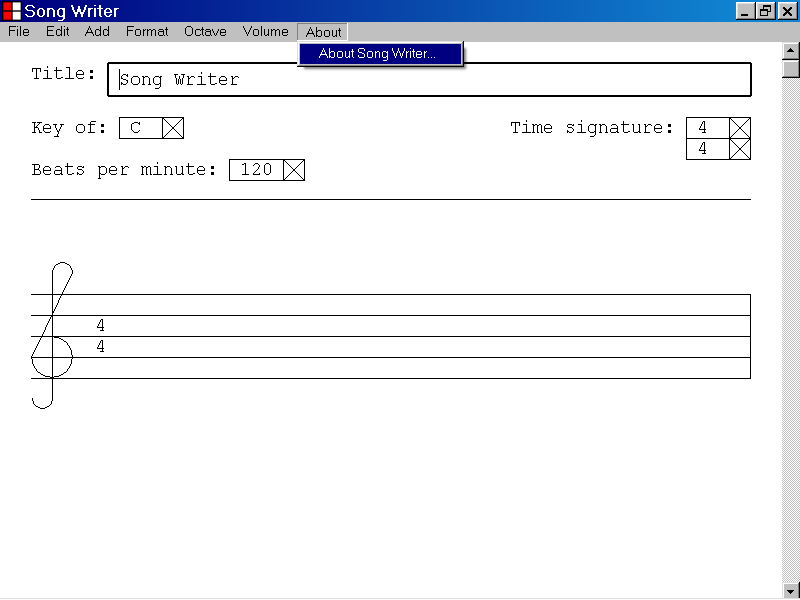 Song Writer
File Edit Add Format Octave Volume About
About Song Writer...
Title: Song Writer
Key of: C
Time signature: 4
4
Beats per minute: 120
4
4